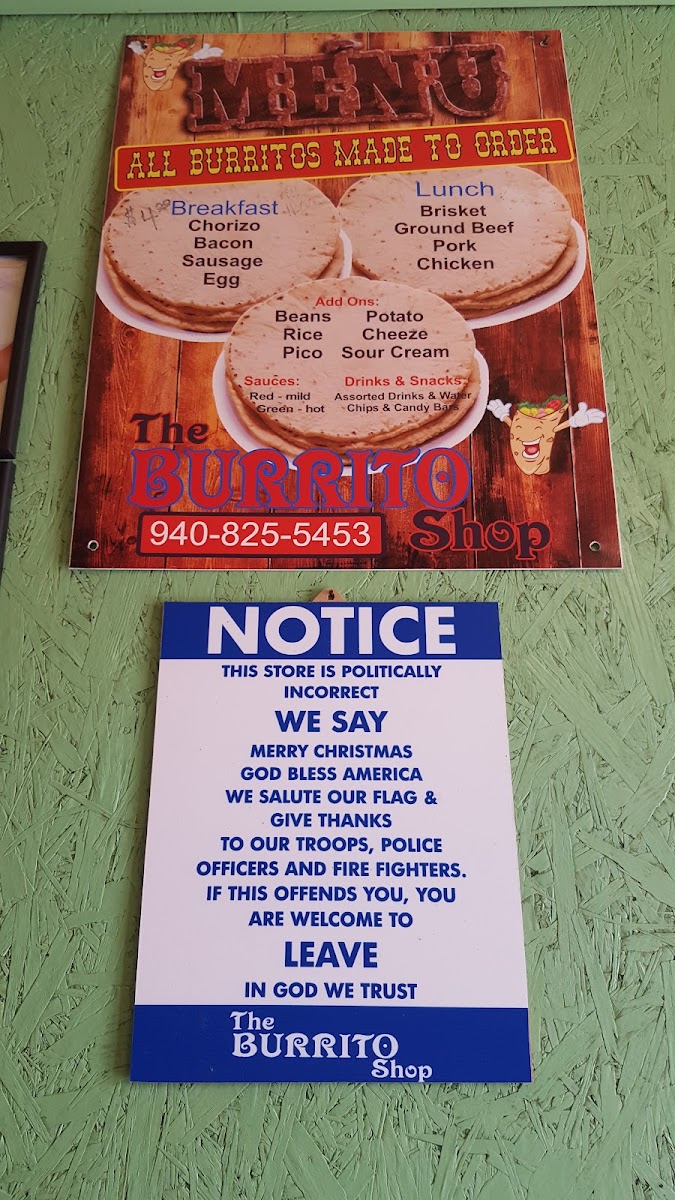 MENU
ALL BURRITOS MADE TO ORDER
$4.00
Breakfast
Chorizo
Bacon
Sausage
Egg
Lunch
Brisket
Ground Beef
Pork
Chicken
Add Ons:
Beans Potato
Rice Cheeze
Pico Sour Cream
Sauces:
Red - mild
Green - hot
Drinks & Snacks:
Assorted Drinks & Water
Chips & Candy Bars
The
BURRITO
Shop
940-825-5453
NOTICE
THIS STORE IS POLITICALLY
INCORRECT
WE SAY
MERRY CHRISTMAS
GOD BLESS AMERICA
WE SALUTE OUR FLAG &
GIVE THANKS
TO OUR TROOPS, POLICE
OFFICERS AND FIRE FIGHTERS.
IF THIS OFFENDS YOU, YOU
ARE WELCOME TO
LEAVE
IN GOD WE TRUST
The
BURRITO
Shop